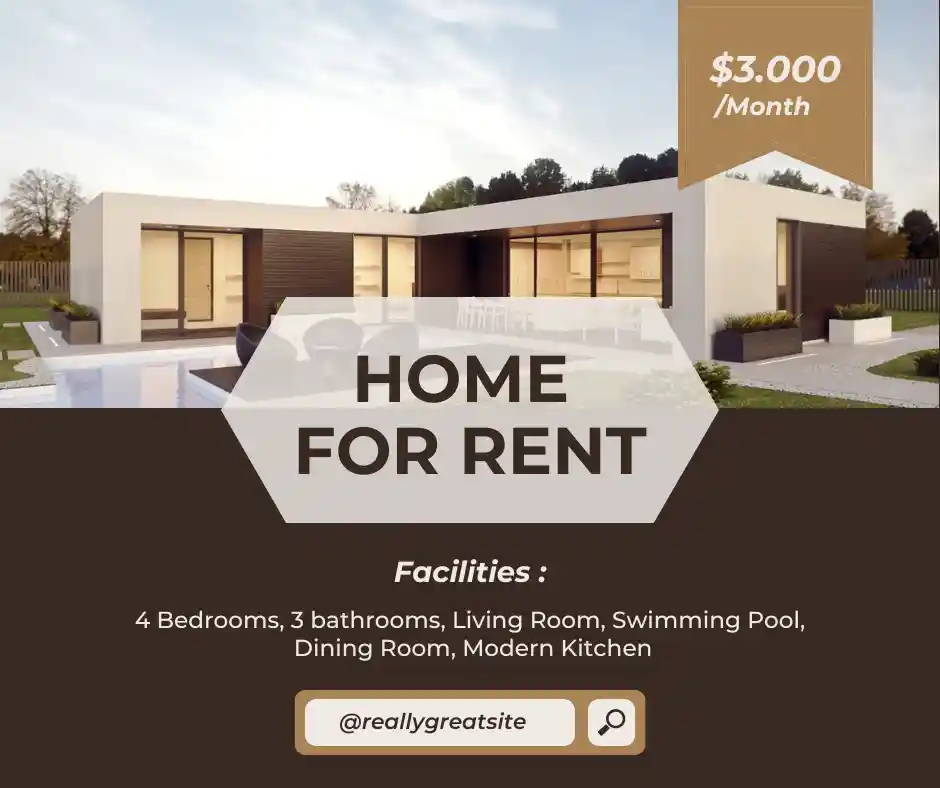 $3.000
/Month
HOME
FOR RENT
Facilities :
4 Bedrooms, 3 bathrooms, Living Room, Swimming Pool,
Dining Room, Modern Kitchen
@reallygreatsite